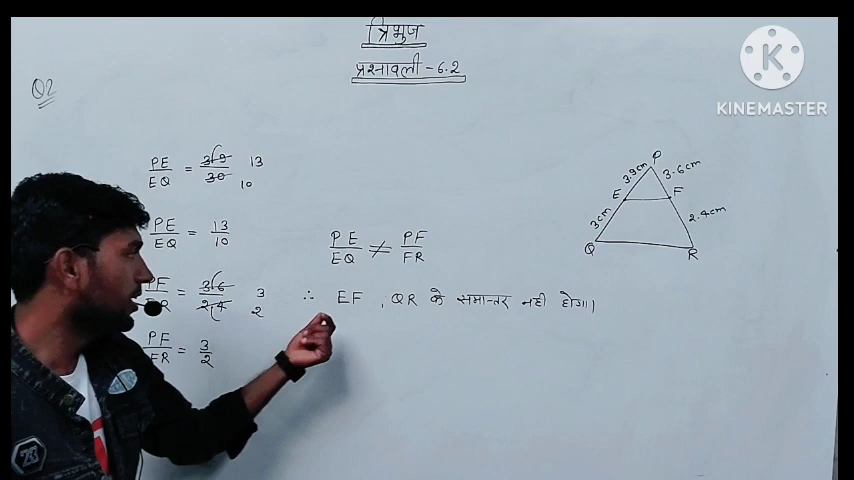 त्रिभुज
प्रश्नावली - 6.2
Q2
KINEMASTER
PE/EQ = 39/30 13 10
PE/EQ = 13/10
PF/FR = 36/24 3 2
PF/FR = 3/2
PE/EQ ≠ PF/FR
∴ EF , QR के समान्तर नही होगा।
P
3.9cm 3.6cm
E F
3cm 2.4cm
Q R